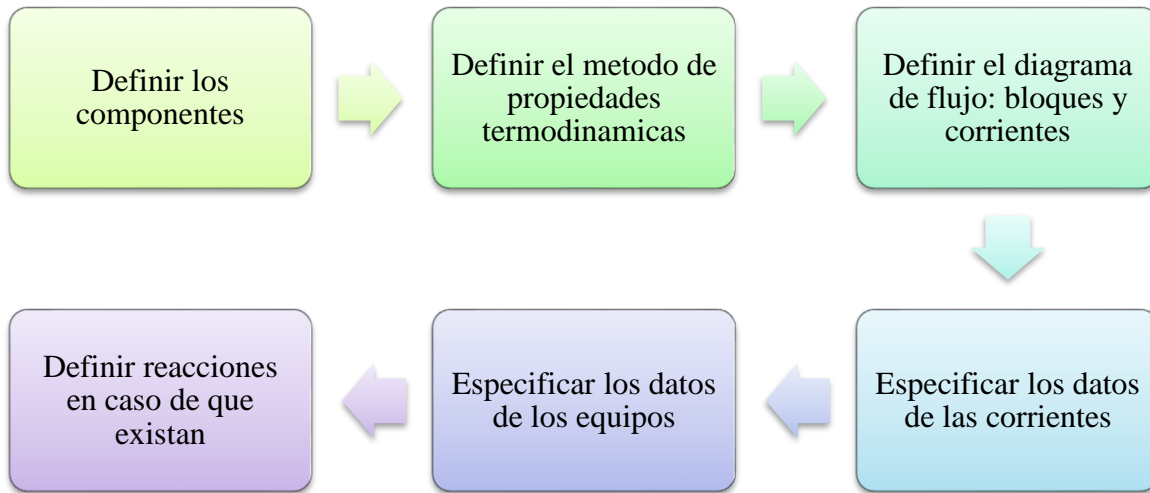 Definir los
componentes
Definir el metodo de
propiedades
termodinamicas
Definir el diagrama
de flujo: bloques y
corrientes
Especificar los datos
de las corrientes
Especificar los datos
de los equipos
Definir reacciones
en caso de que
existan